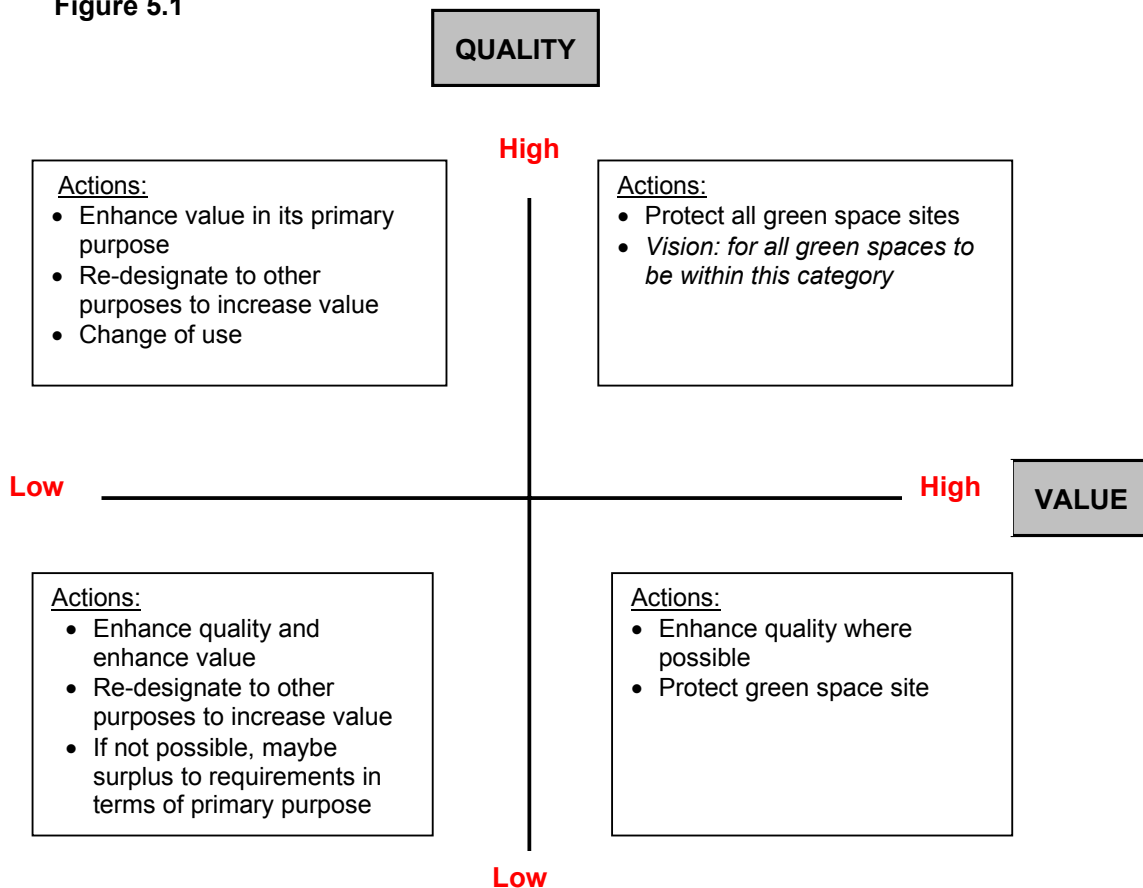 Figure 5.1
QUALITY
High
Actions:
• Enhance value in its primary
purpose
• Re-designate to other
purposes to increase value
• Change of use
Actions:
• Protect all green space sites
• Vision: for all green spaces to
be within this category
Low
High
VALUE
Actions:
• Enhance quality and
enhance value
• Re-designate to other
purposes to increase value
• If not possible, maybe
surplus to requirements in
terms of primary purpose
Actions:
• Enhance quality where
possible
• Protect green space site
Low